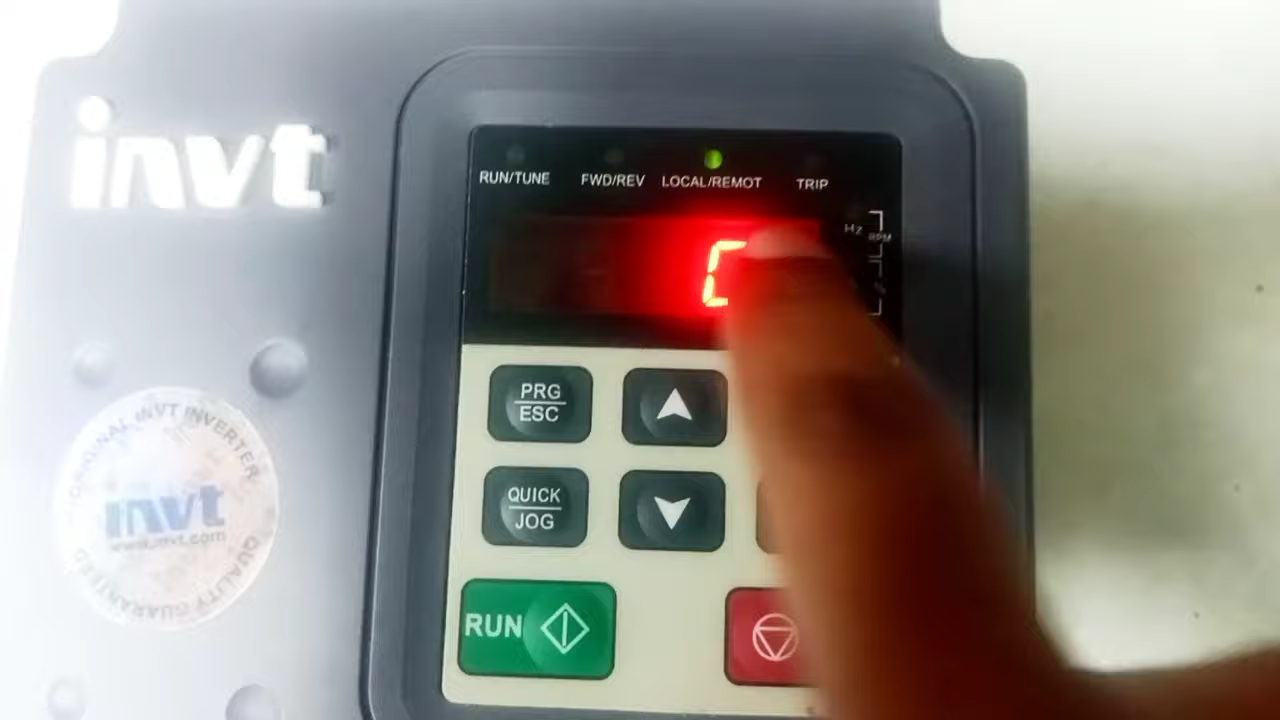 invt
RUN/TUNE FWD/REV LOCAL/REMOT TRIP
Hz
RPM
%
PRG
ESC
QUICK
JOG
RUN
ORIGINAL INVT INVERTER
invt
www.invt.com
QUALITY GUARANTEED